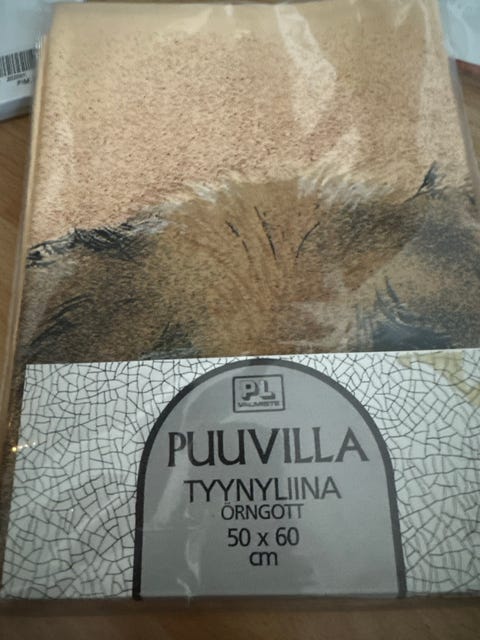 PL
VALMISTE
PUUVILLA
TYYNYLIINA
ÖRNGOTT
50 x 60
cm